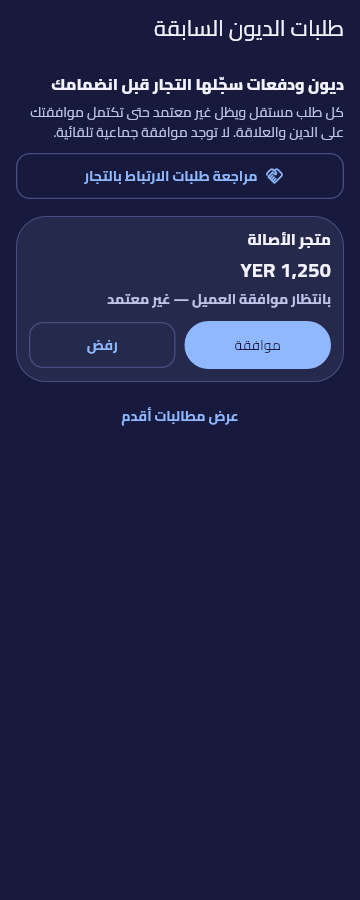 طلبات الديون السابقة
ديون ودفعات سجّلها التجار قبل انضمامك
كل طلب مستقل ويظل غير معتمد حتى تكتمل موافقتك
على الدين والعلاقة. لا توجد موافقة جماعية تلقائية.
مراجعة طلبات الارتباط بالتجار
متجر الأصالة
YER 1,250
بانتظار موافقة العميل — غير معتمد
موافقة
رفض
عرض مطالبات أقدم